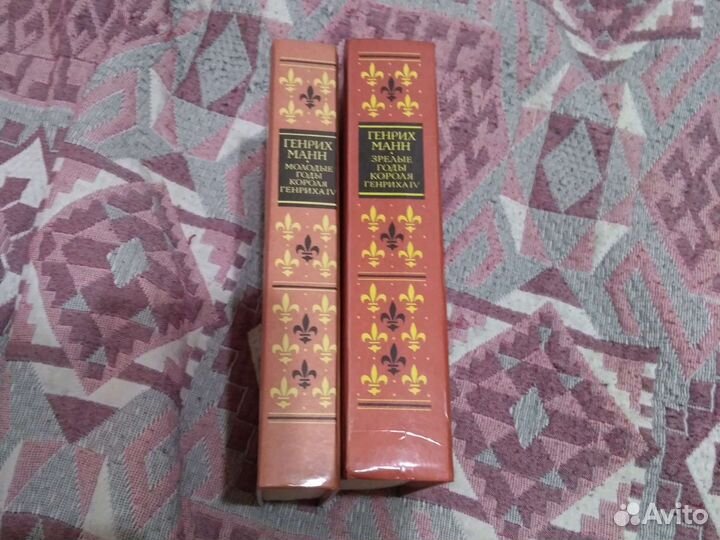 ГЕНРИХ
МАНН
МОЛОДЫЕ
ГОДЫ
КОРОЛЯ
ГЕНРИХА IV
ГЕНРИХ
МАНН
ЗРЕЛЫЕ
ГОДЫ
КОРОЛЯ
ГЕНРИХА IV
Avito